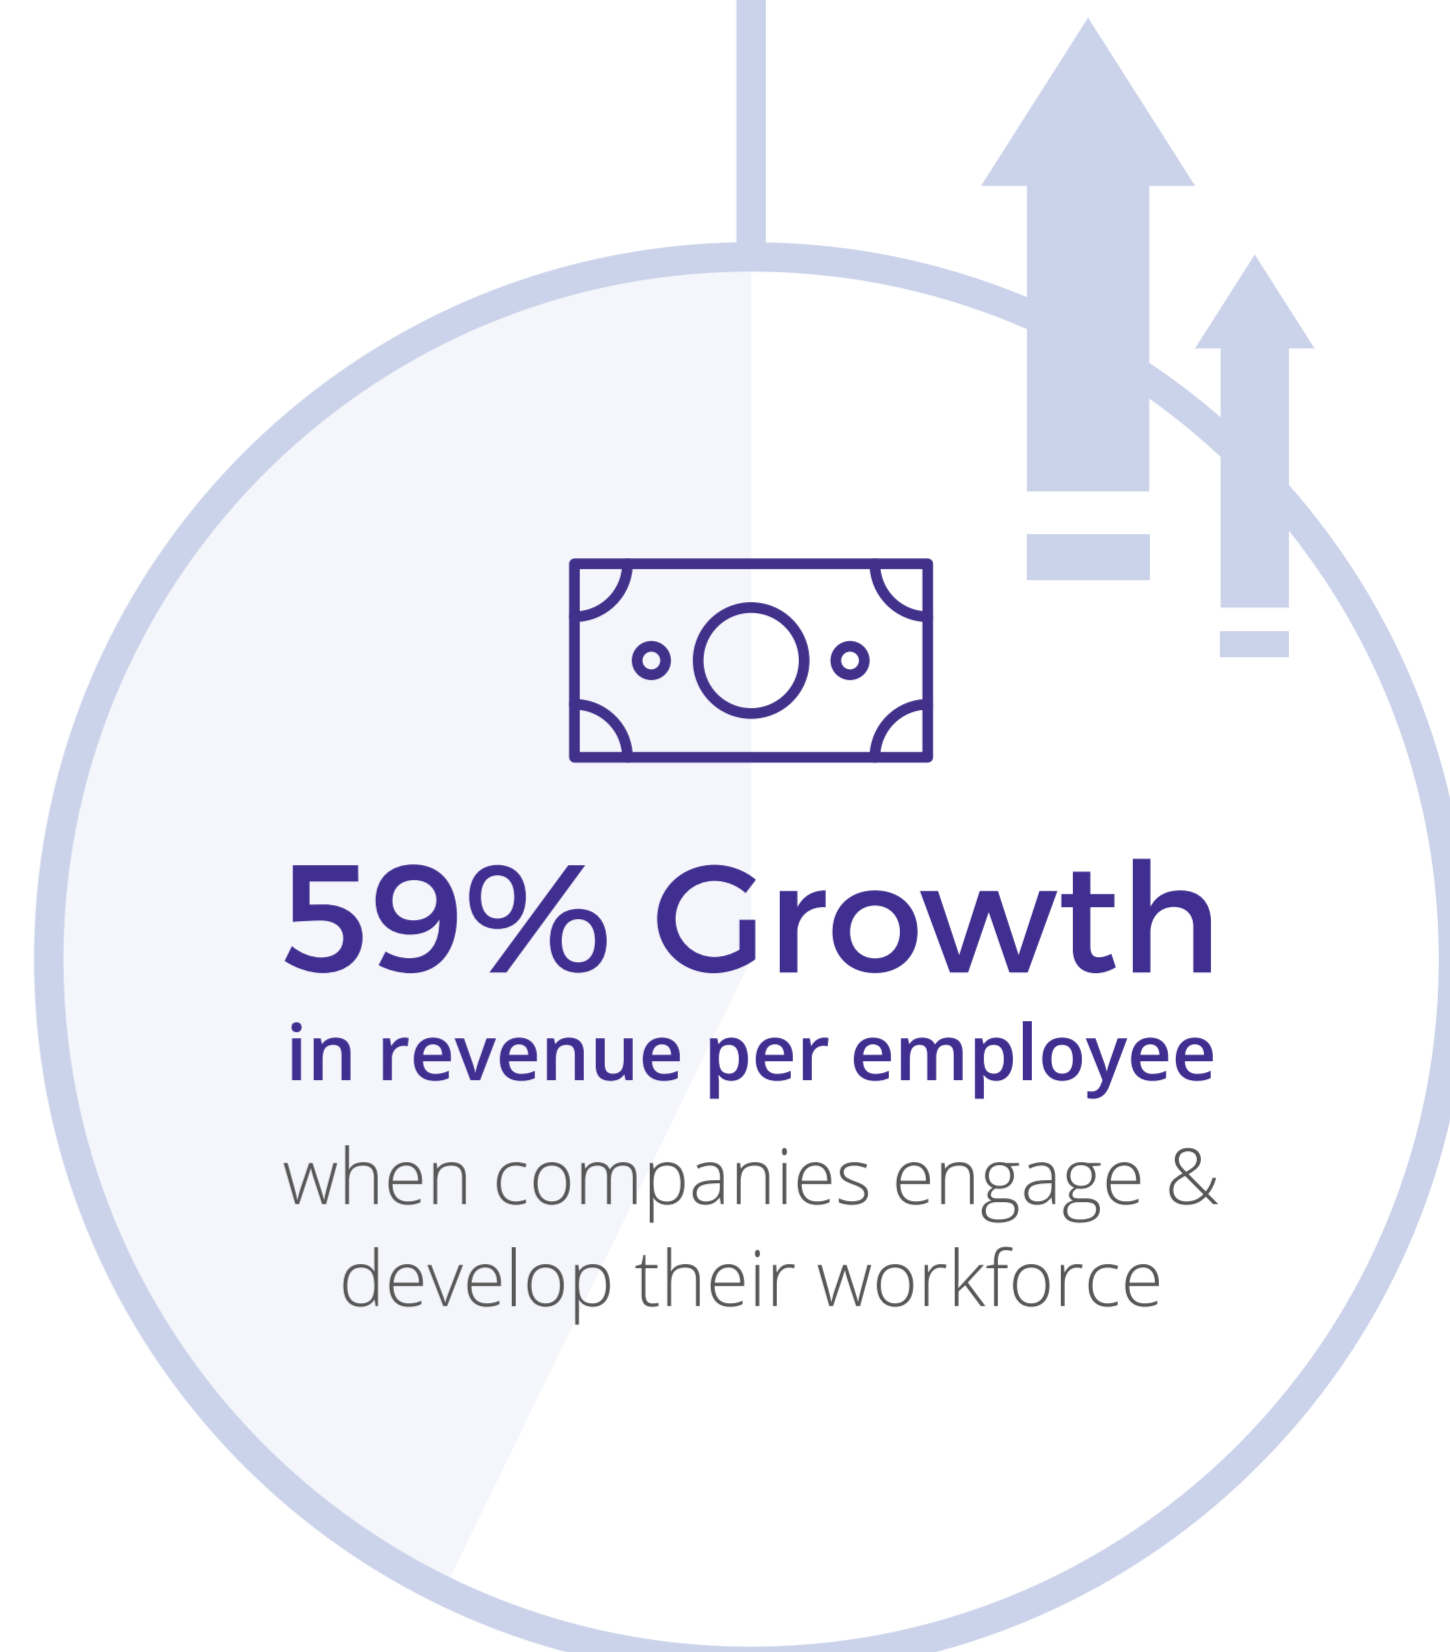 59% Growth
in revenue per employee
when companies engage &
develop their workforce